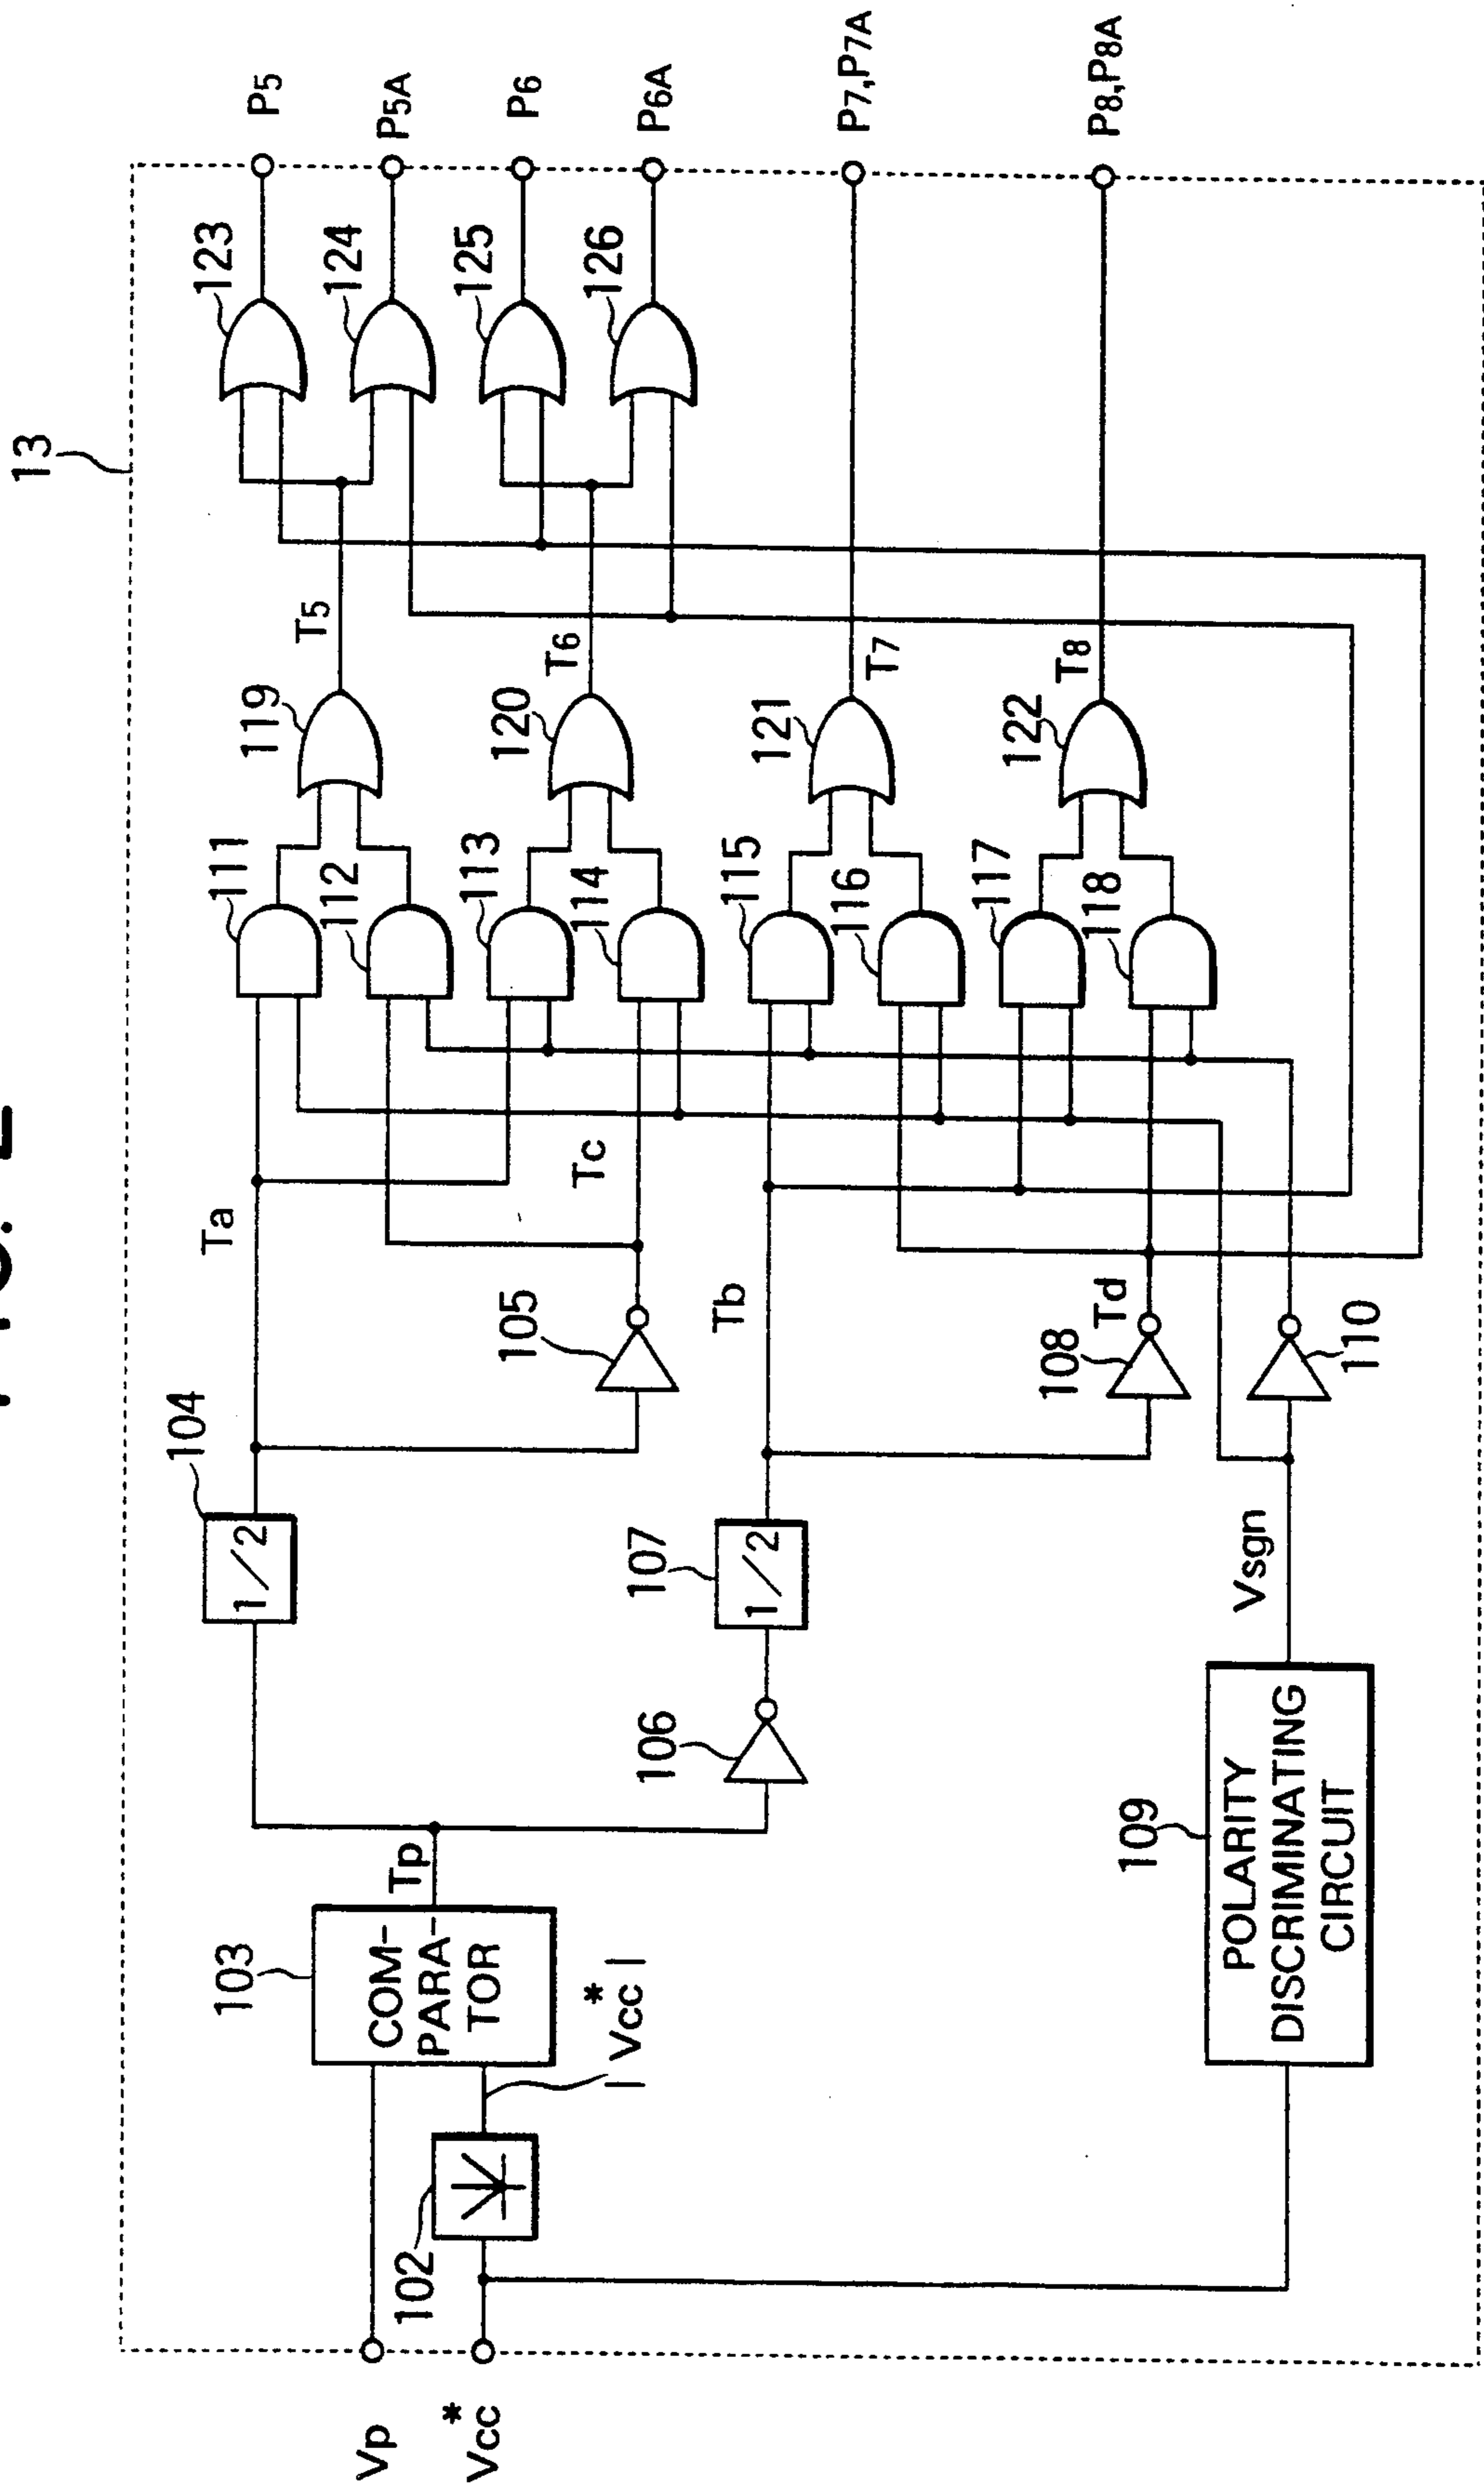 13
Vp
Vcc*
102
|Vcc*|
103
COM-
PARA-
TOR
Tp
104
1/2
105
106
107
1/2
108
109
POLARITY
DISCRIMINATING
CIRCUIT
Vsgn
110
Ta
Tc
Tb
Td
111
112
113
114
115
116
117
118
119
120
121
122
T5
T6
T7
T8
123
124
125
126
P5
P5A
P6
P6A
P7,P7A
P8,P8A